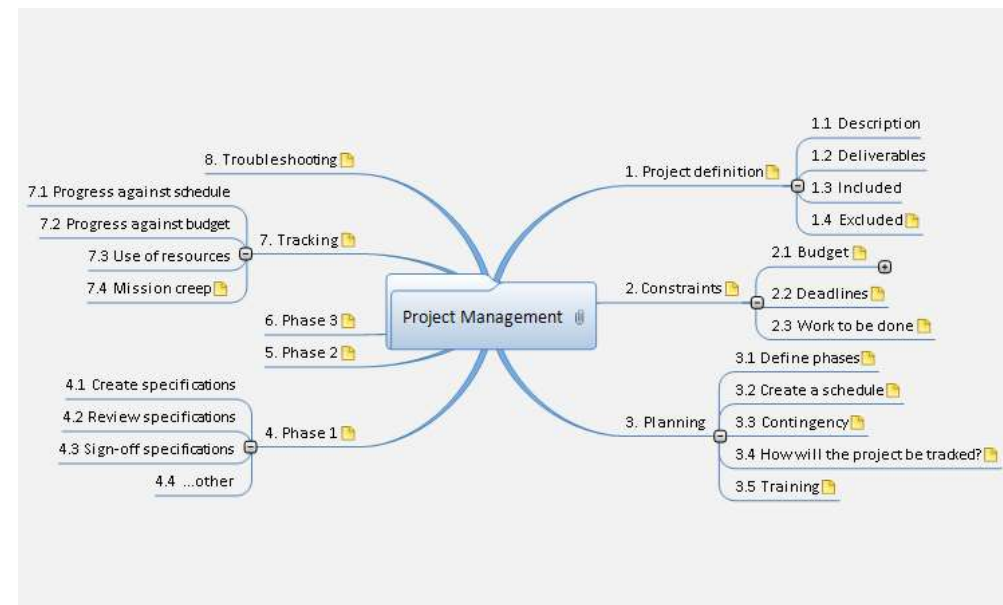 Project Management
1. Project definition
1.1 Description
1.2 Deliverables
1.3 Included
1.4 Excluded
2. Constraints
2.1 Budget
2.2 Deadlines
2.3 Work to be done
3. Planning
3.1 Define phases
3.2 Create a schedule
3.3 Contingency
3.4 How will the project be tracked?
3.5 Training
4. Phase 1
4.1 Create specifications
4.2 Review specifications
4.3 Sign-off specifications
4.4 ...other
5. Phase 2
6. Phase 3
7. Tracking
7.1 Progress against schedule
7.2 Progress against budget
7.3 Use of resources
7.4 Mission creep
8. Troubleshooting